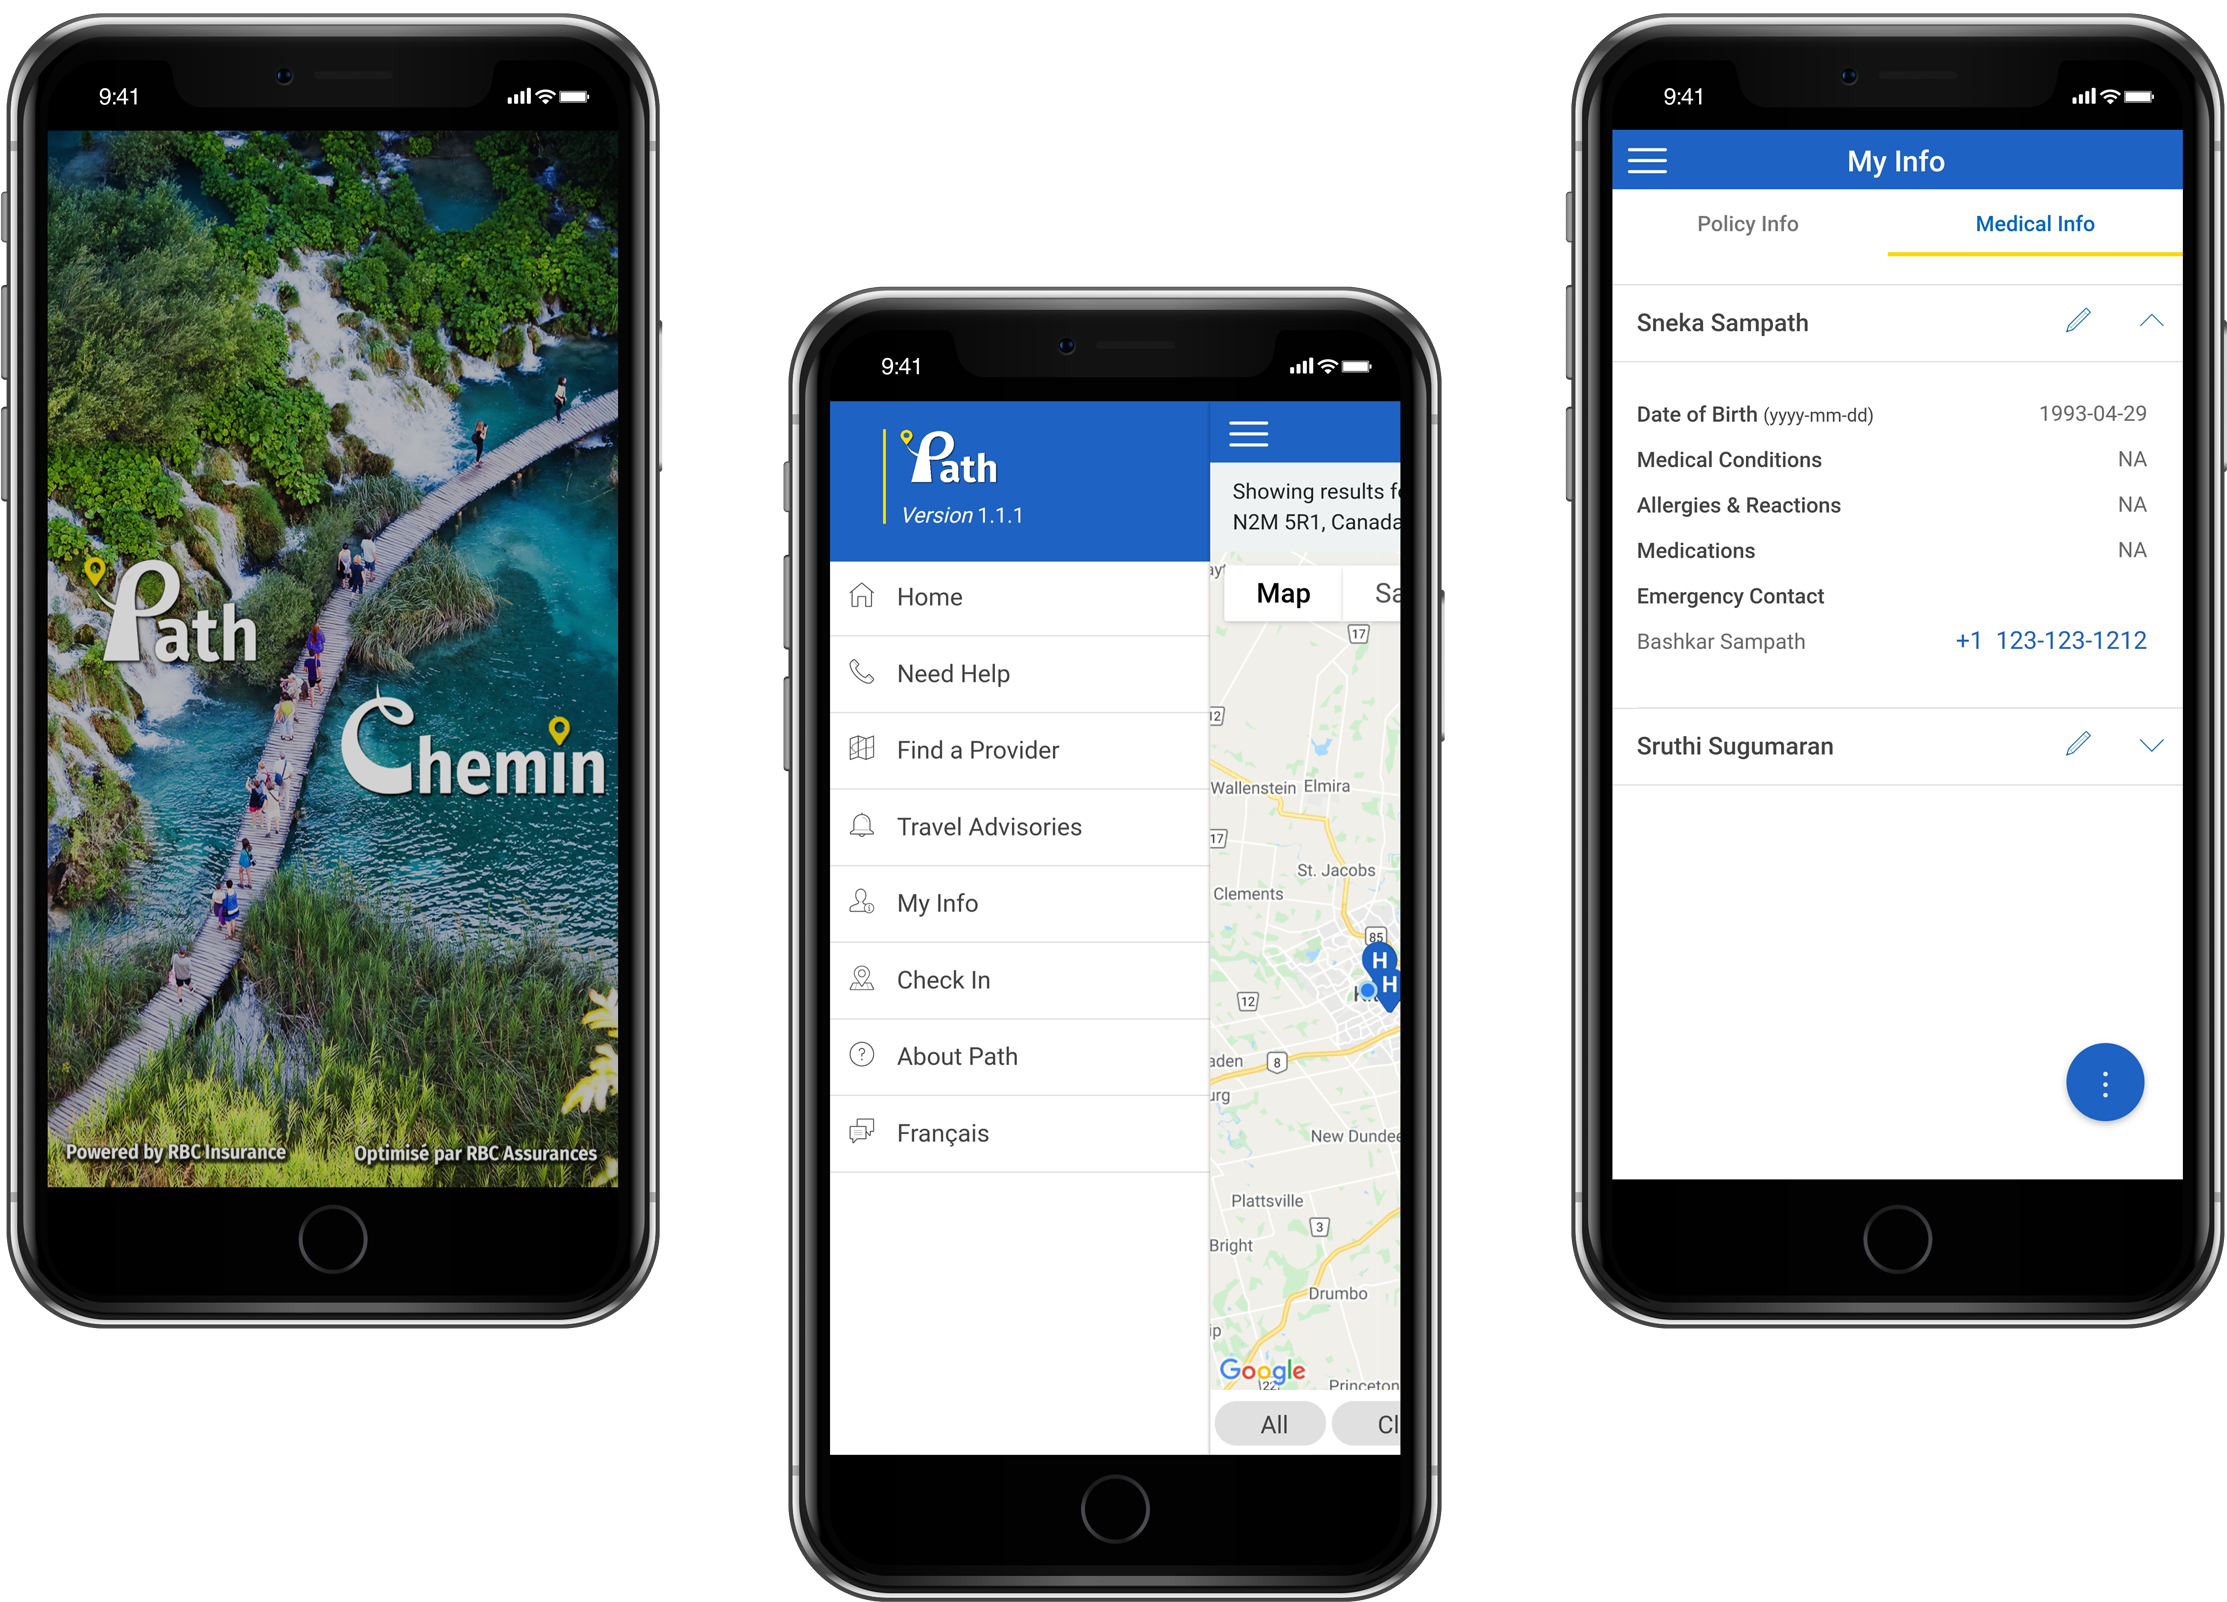 9:41
Path
Chemin
Powered by RBC Insurance
Optimisé par RBC Assurances
9:41
Path
Version 1.1.1
Home
Need Help
Find a Provider
Travel Advisories
My Info
Check In
About Path
Français
Showing results
N2M 5R1, Canada
Map
17
12
Wallenstein
Elmira
17
St. Jacobs
Clements
85
H
H
12
8
New Dundee
Plattsville
3
Bright
Drumbo
Google
22
Princeton
All
9:41
My Info
Policy Info
Medical Info
Sneka Sampath
Date of Birth (yyyy-mm-dd) 1993-04-29
Medical Conditions NA
Allergies & Reactions NA
Medications NA
Emergency Contact
Bashkar Sampath +1 123-123-1212
Sruthi Sugumaran